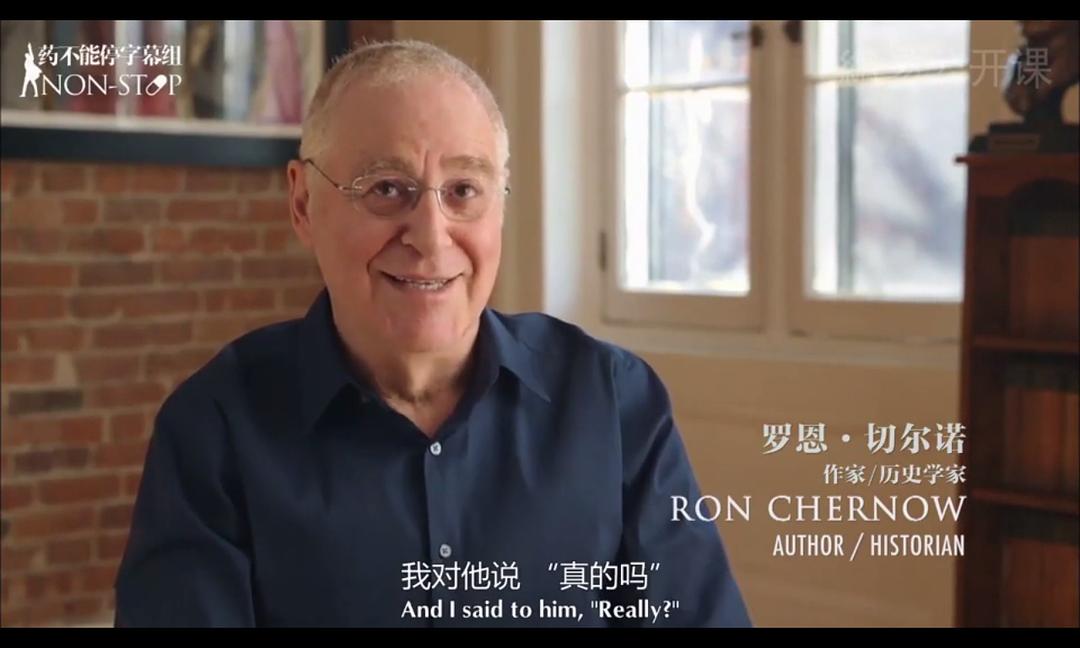 药不能停字幕组
NON-STOP
开课
罗恩·切尔诺
作家/历史学家
RON CHERNOW
AUTHOR / HISTORIAN
我对他说 “真的吗”
And I said to him, "Really?"